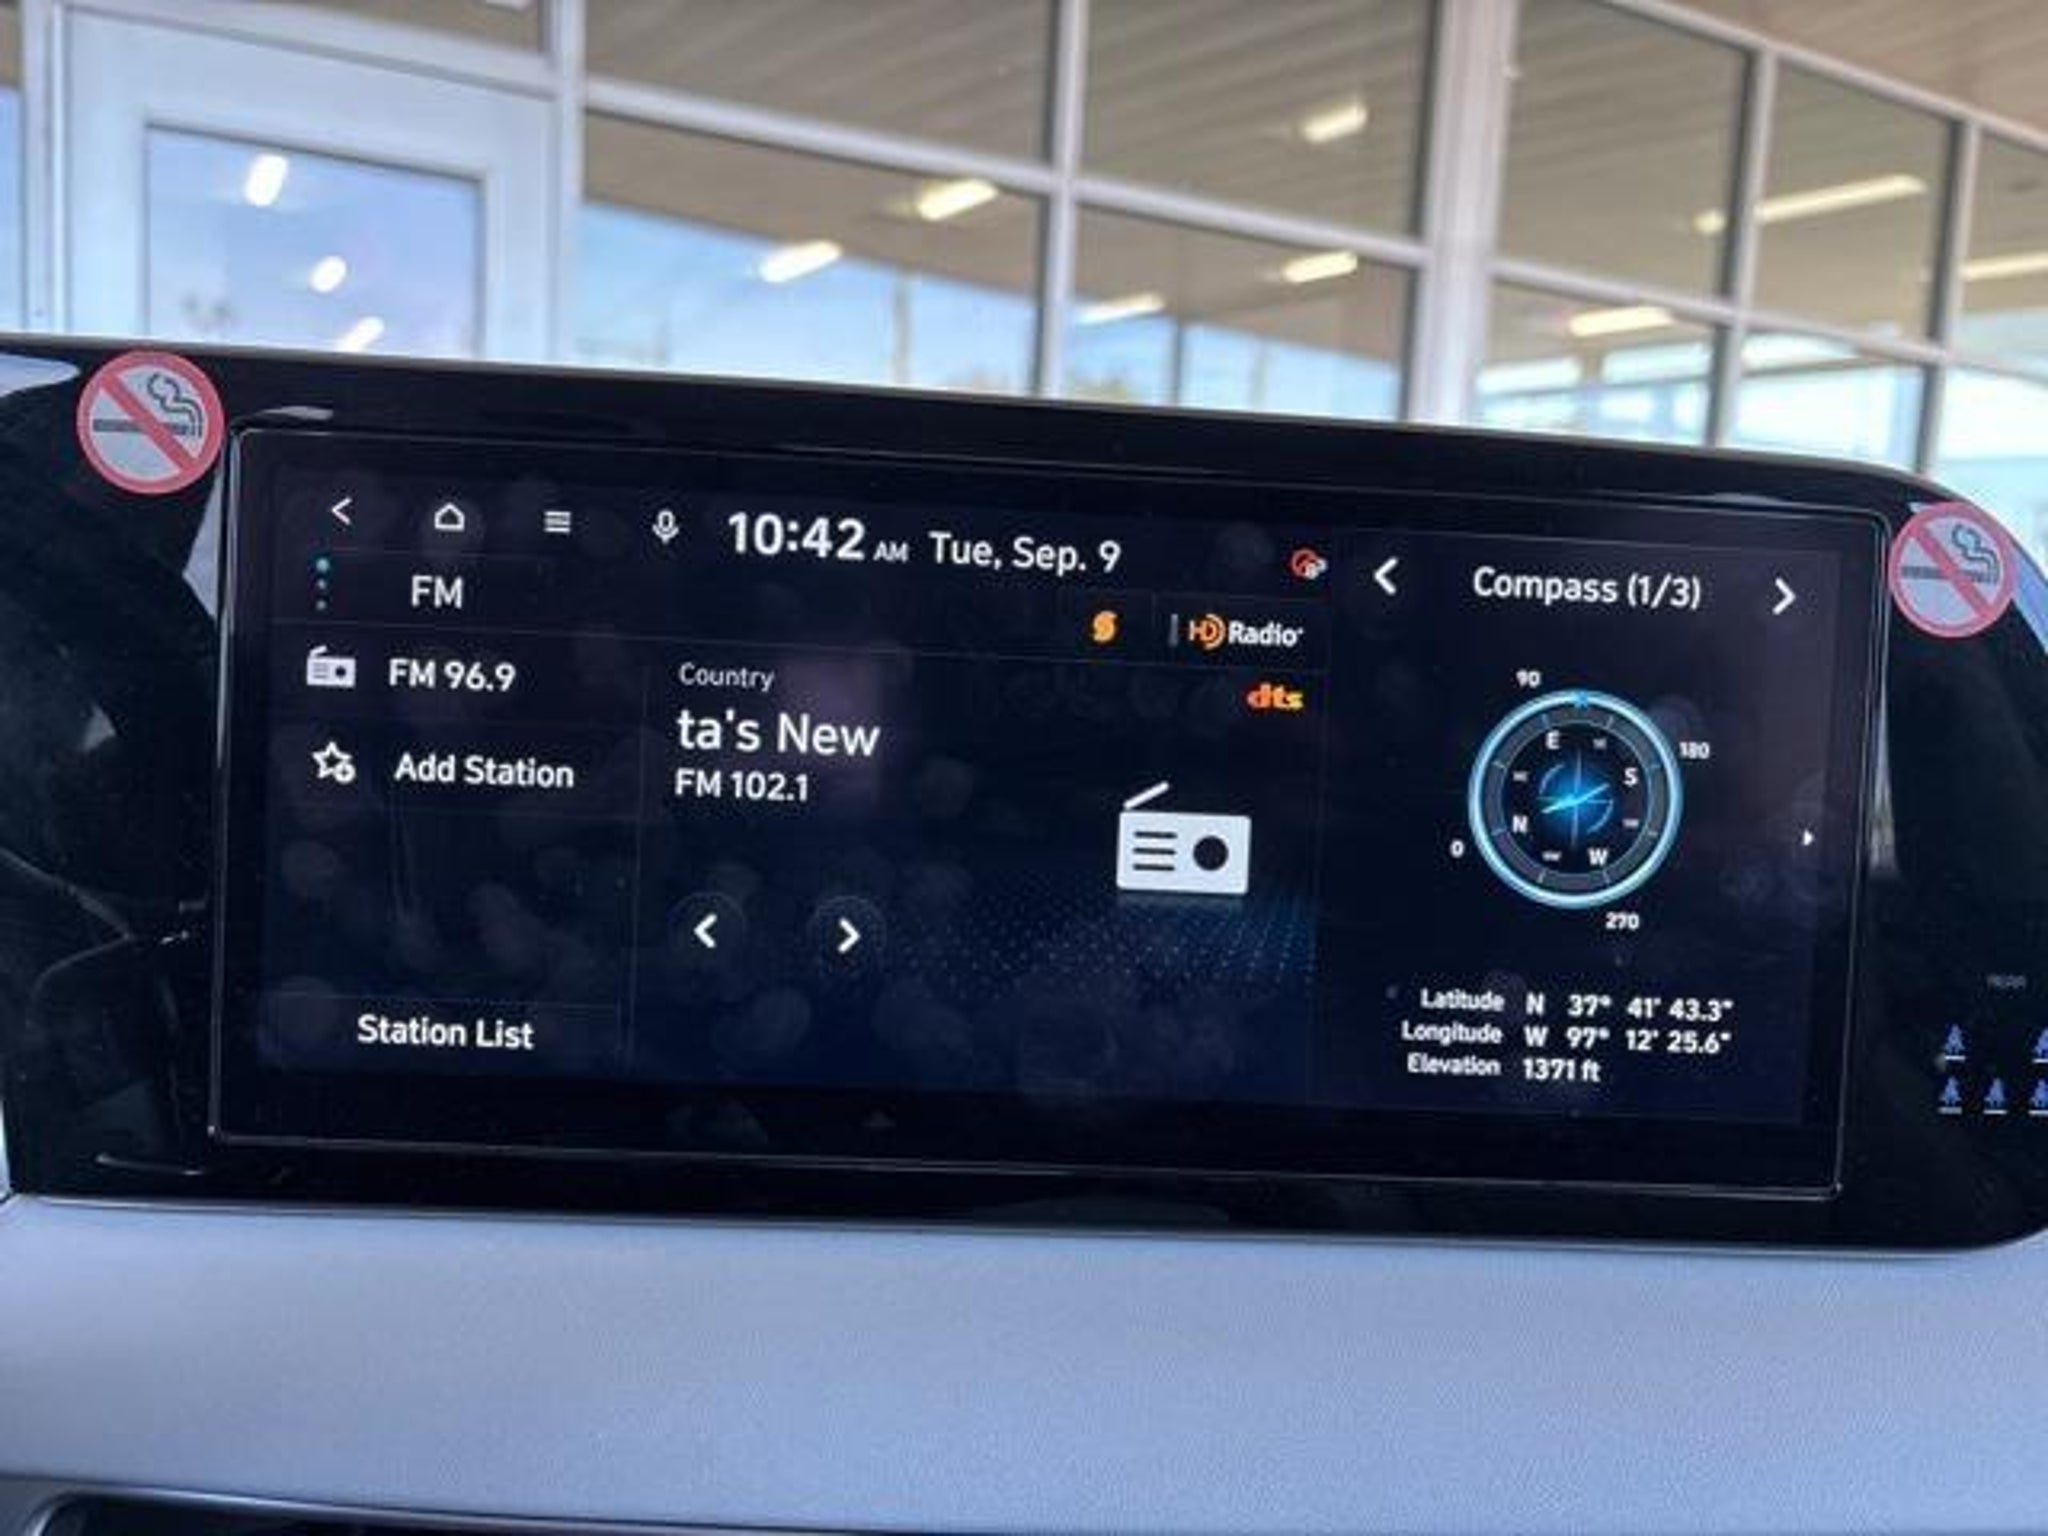 10:42 AM Tue, Sep. 9
FM
HD Radio
FM 96.9
Add Station
Station List
Country
dts
ta's New
FM 102.1
Compass (1/3)
90
180
0
270
E
S
N
W
Latitude N 37° 41' 43.3"
Longitude W 97° 12' 25.6"
Elevation 1371 ft